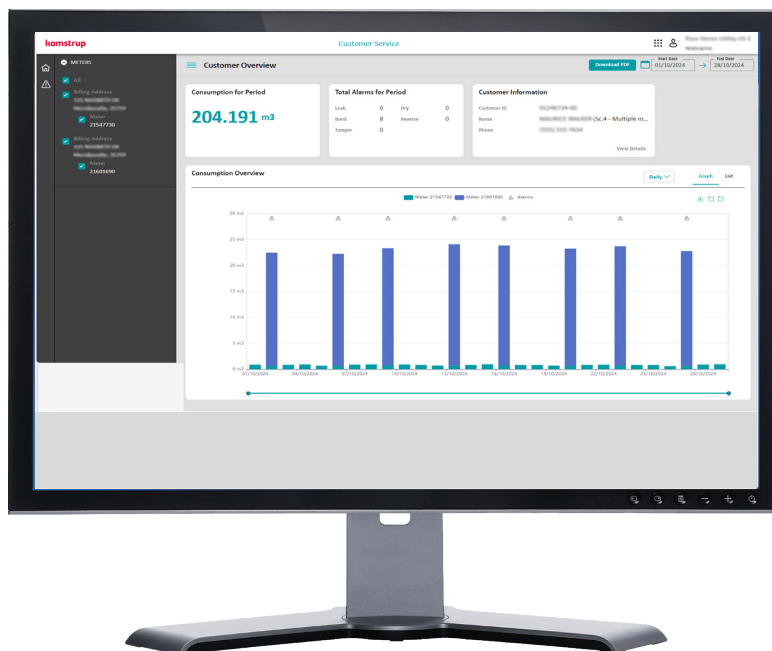 kamstrup
Customer Service
METERS
All
Billing Address
Meter
21547730
Billing Address
Meter
21601690
Customer Overview
Download PDF
Start Date
01/10/2024
End Date
28/10/2024
Consumption for Period
204.191 m3
Total Alarms for Period
Leak 0 Dry 0
Burst 8 Reverse 0
Tamper 0
Customer Information
Customer ID
Name (Sc.4 - Multiple m...
Phone
View Details
Consumption Overview
Daily
Graph
List
Meter 21547730 Meter 21601690 Alarms
30 m3
25 m3
20 m3
15 m3
10 m3
5 m3
0 m3
01/10/2024 04/10/2024 07/10/2024 10/10/2024 13/10/2024 16/10/2024 19/10/2024 22/10/2024 25/10/2024 28/10/2024